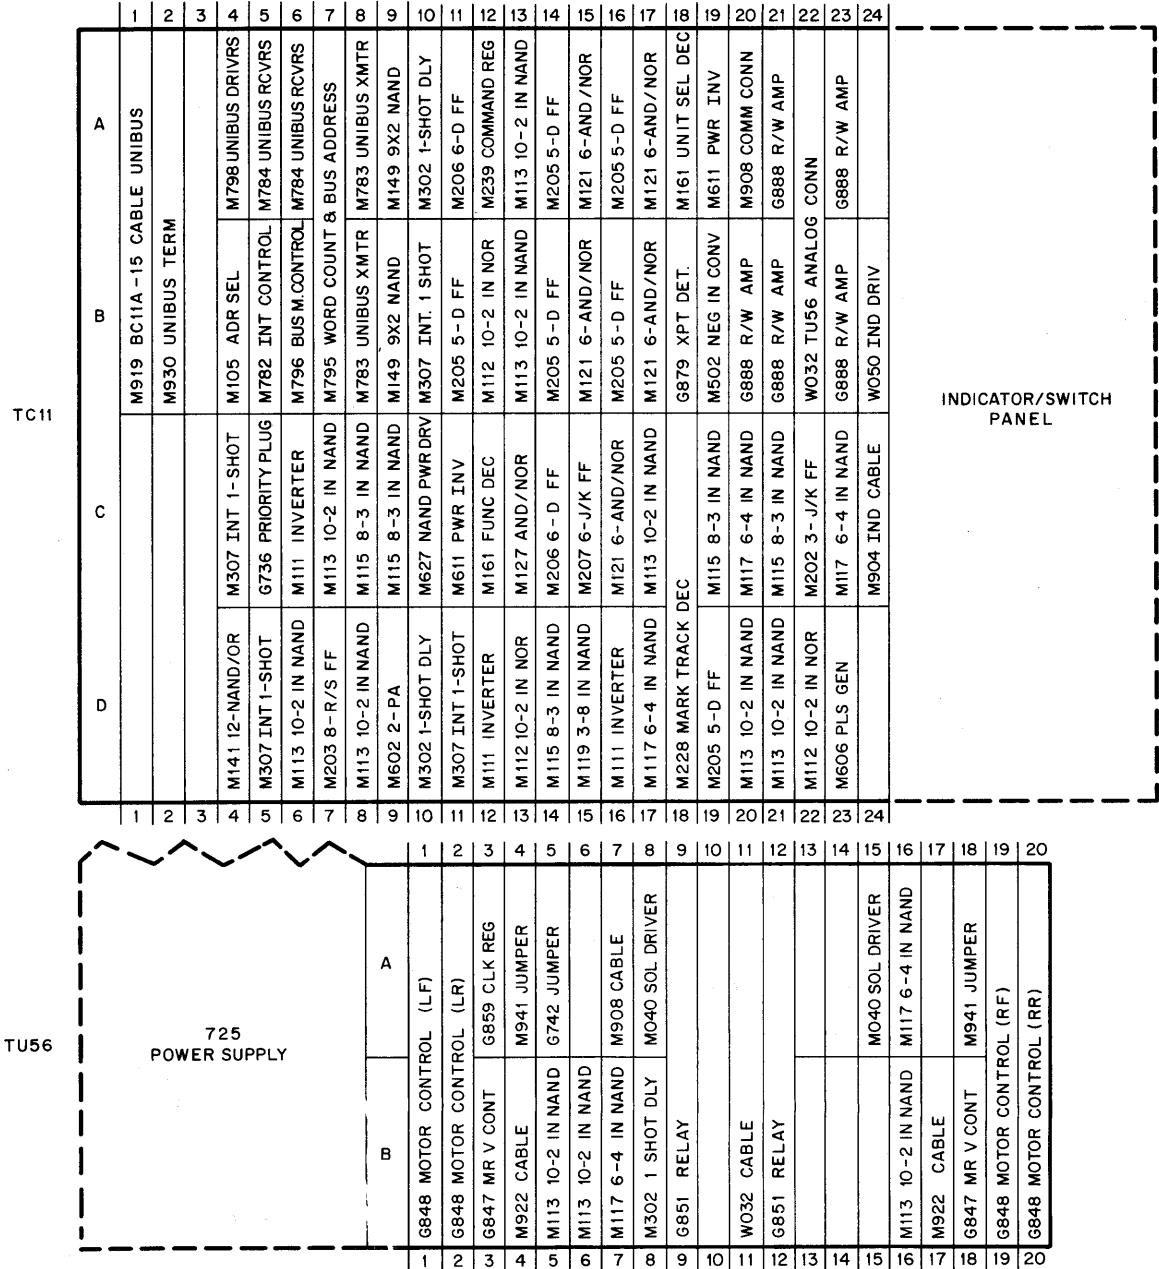 1 2 3 4 5 6 7 8 9 10 11 12 13 14 15 16 17 18 19 20 21 22 23 24
TC11
A
M919 BC11A-15 CABLE UNIBUS
M930 UNIBUS TERM
M798 UNIBUS DRIVRS
M784 UNIBUS RCVRS
M784 UNIBUS RCVRS
M795 WORD COUNT & BUS ADDRESS
M783 UNIBUS XMTR
M149 9X2 NAND
M302 1-SHOT DLY
M206 6-D FF
M239 COMMAND REG
M113 10-2 IN NAND
M205 5-D FF
M121 6-AND/NOR
M205 5-D FF
M121 6-AND/NOR
M161 UNIT SEL DEC
M611 PWR INV
M908 COMM CONN
G888 R/W AMP
W032 TU56 ANALOG CONN
G888 R/W AMP
B
M105 ADR SEL
M782 INT CONTROL
M796 BUS M.CONTROL
M783 UNIBUS XMTR
M149 9X2 NAND
M307 INT. 1 SHOT
M205 5-D FF
M112 10-2 IN NOR
M113 10-2 IN NAND
M205 5-D FF
M121 6-AND/NOR
M205 5-D FF
M121 6-AND/NOR
G879 XPT DET.
M502 NEG IN CONV
G888 R/W AMP
G888 R/W AMP
G888 R/W AMP
W050 IND DRIV
C
M307 INT 1-SHOT
G736 PRIORITY PLUG
M111 INVERTER
M113 10-2 IN NAND
M115 8-3 IN NAND
M115 8-3 IN NAND
M627 NAND PWR DRV
M611 PWR INV
M161 FUNC DEC
M127 AND/NOR
M206 6-D FF
M207 6-J/K FF
M121 6-AND/NOR
M113 10-2 IN NAND
M228 MARK TRACK DEC
M115 8-3 IN NAND
M117 6-4 IN NAND
M115 8-3 IN NAND
M202 3-J/K FF
M117 6-4 IN NAND
M904 IND CABLE
D
M141 12-NAND/OR
M307 INT 1-SHOT
M113 10-2 IN NAND
M203 8-R/S FF
M113 10-2 IN NAND
M602 2-PA
M302 1-SHOT DLY
M307 INT 1-SHOT
M111 INVERTER
M112 10-2 IN NOR
M115 8-3 IN NAND
M119 3-8 IN NAND
M111 INVERTER
M117 6-4 IN NAND
M205 5-D FF
M113 10-2 IN NAND
M113 10-2 IN NAND
M112 10-2 IN NOR
M606 PLS GEN
INDICATOR/SWITCH
PANEL
1 2 3 4 5 6 7 8 9 10 11 12 13 14 15 16 17 18 19 20 21 22 23 24
1 2 3 4 5 6 7 8 9 10 11 12 13 14 15 16 17 18 19 20
TU56
725
POWER SUPPLY
A
G848 MOTOR CONTROL (LF)
G848 MOTOR CONTROL (LR)
G859 CLK REG
M941 JUMPER
G742 JUMPER
M908 CABLE
M040 SOL DRIVER
M040 SOL DRIVER
M117 6-4 IN NAND
M941 JUMPER
G848 MOTOR CONTROL (RF)
G848 MOTOR CONTROL (RR)
B
G847 MR V CONT
M922 CABLE
M113 10-2 IN NAND
M113 10-2 IN NAND
M117 6-4 IN NAND
M302 1 SHOT DLY
G851 RELAY
W032 CABLE
G851 RELAY
M113 10-2 IN NAND
M922 CABLE
G847 MR V CONT
1 2 3 4 5 6 7 8 9 10 11 12 13 14 15 16 17 18 19 20